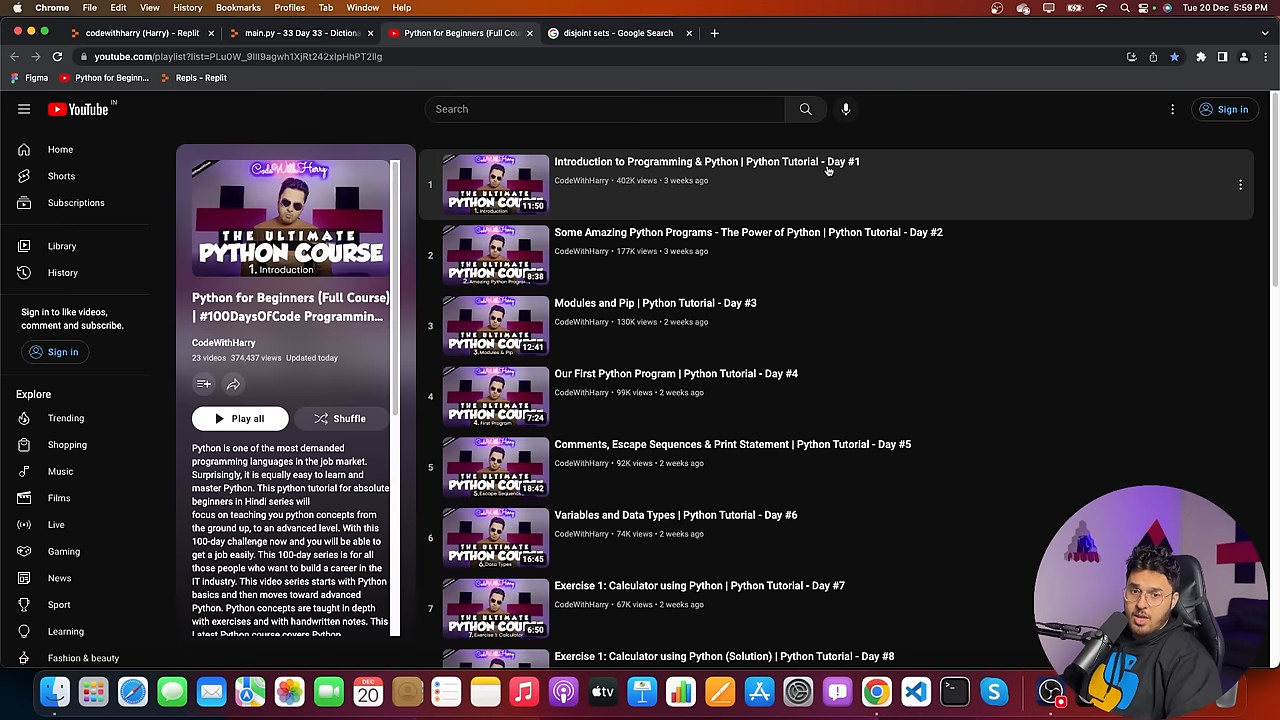 Chrome File Edit View History Bookmarks Profiles Tab Window Help
Tue 20 Dec 5:59 PM
codewithharry (Harry) - Replit
main.py - 33 Day 33 - Dictiona
Python for Beginners (Full Cou
disjoint sets - Google Search
Figma
Python for Beginn...
Repls - Replit
YouTube IN
Search
Sign in
Home
Shorts
Subscriptions
Library
History
Sign in to like videos,
comment and subscribe.
Sign in
Explore
Trending
Shopping
Music
Films
Live
Gaming
News
Sport
Learning
Fashion & beauty
CodeWithHarry
THE ULTIMATE
PYTHON COURSE
1. Introduction
Python for Beginners (Full Course)
| #100DaysOfCode Programmin...
CodeWithHarry
23 videos 374,437 views Updated today
Play all
Shuffle
Python is one of the most demanded
programming languages in the job market.
Surprisingly, it is equally easy to learn and
master Python. This python tutorial for absolute
beginners in Hindi series will
focus on teaching you python concepts from
the ground up, to an advanced level. With this
100-day challenge now and you will be able to
get a job easily. This 100-day series is for all
those people who want to build a career in the
IT industry. This video series starts with Python
basics and then moves toward advanced
Python. Python concepts are taught in depth
with exercises and with handwritten notes. This
Latest Python course covers Python
1
11:50
Introduction to Programming & Python | Python Tutorial - Day #1
CodeWithHarry • 402K views • 3 weeks ago
2
8:38
Some Amazing Python Programs - The Power of Python | Python Tutorial - Day #2
CodeWithHarry • 177K views • 3 weeks ago
3
12:41
Modules and Pip | Python Tutorial - Day #3
CodeWithHarry • 130K views • 2 weeks ago
4
7:24
Our First Python Program | Python Tutorial - Day #4
CodeWithHarry • 99K views • 2 weeks ago
5
18:42
Comments, Escape Sequences & Print Statement | Python Tutorial - Day #5
CodeWithHarry • 92K views • 2 weeks ago
6
16:45
Variables and Data Types | Python Tutorial - Day #6
CodeWithHarry • 74K views • 2 weeks ago
7
6:50
Exercise 1: Calculator using Python | Python Tutorial - Day #7
CodeWithHarry • 67K views • 2 weeks ago
Exercise 1: Calculator using Python (Solution) | Python Tutorial - Day #8
DEC
20
tv